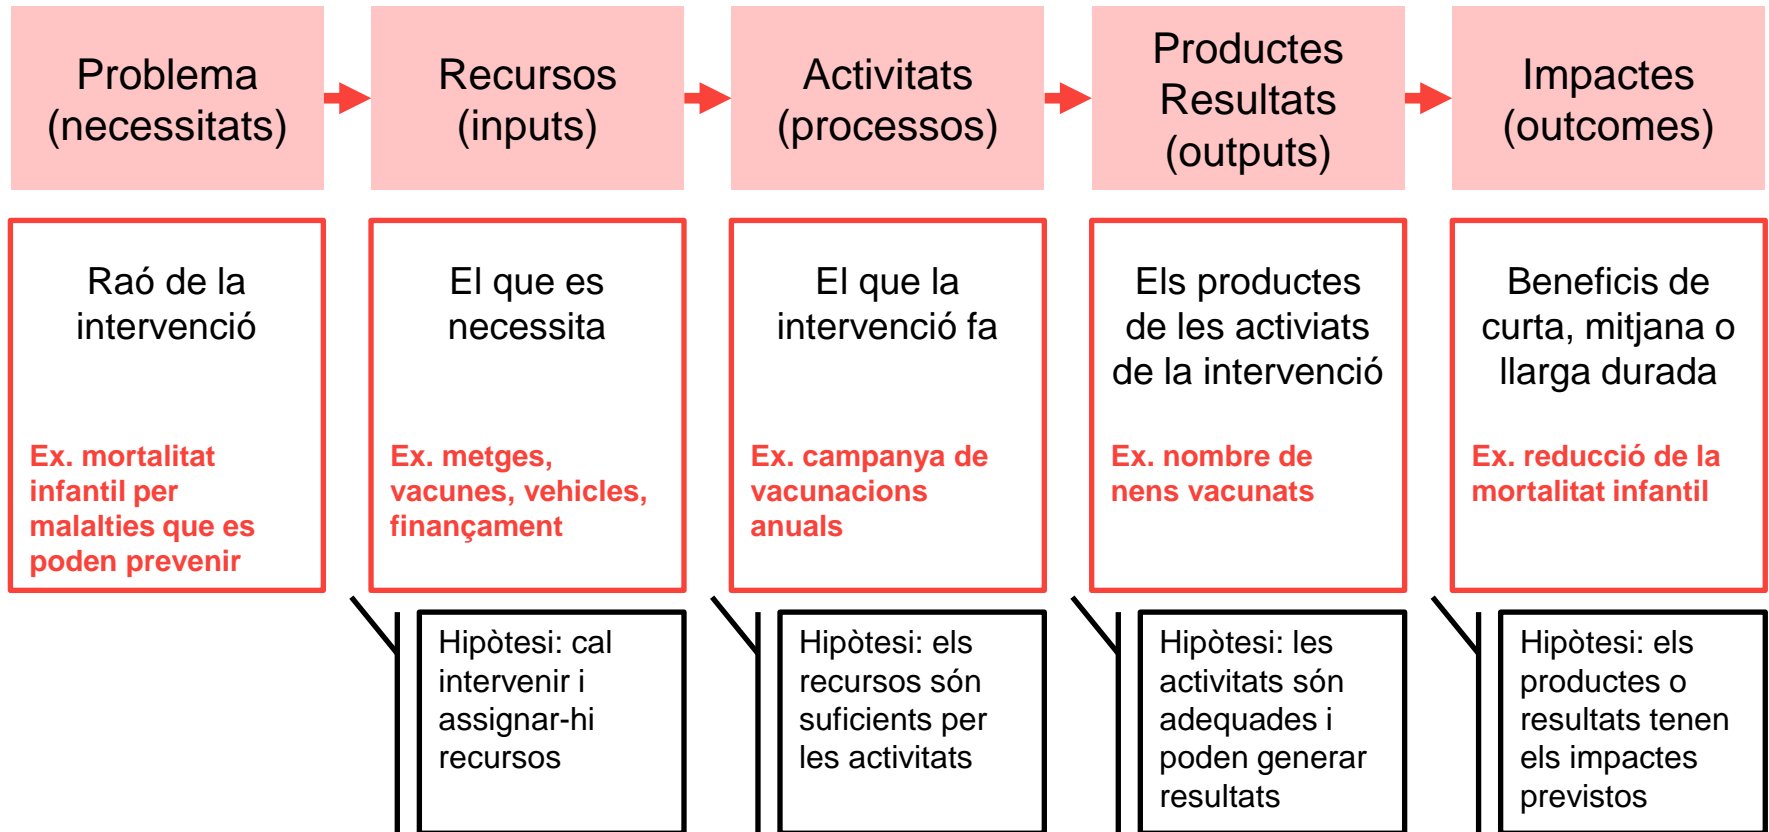 Problema
(necessitats)
Recursos
(inputs)
Activitats
(processos)
Productes
Resultats
(outputs)
Impactes
(outcomes)
Raó de la
intervenció
Ex. mortalitat
infantil per
malalties que es
poden prevenir
El que es
necessita
Ex. metges,
vacunes, vehicles,
finançament
El que la
intervenció fa
Ex. campanya de
vacunacions
anuals
Els productes
de les activiats
de la intervenció
Ex. nombre de
nens vacunats
Beneficis de
curta, mitjana o
llarga durada
Ex. reducció de la
mortalitat infantil
Hipòtesi: cal
intervenir i
assignar-hi
recursos
Hipòtesi: els
recursos són
suficients per
les activitats
Hipòtesi: les
activitats són
adequades i
poden generar
resultats
Hipòtesi: els
productes o
resultats tenen
els impactes
previstos